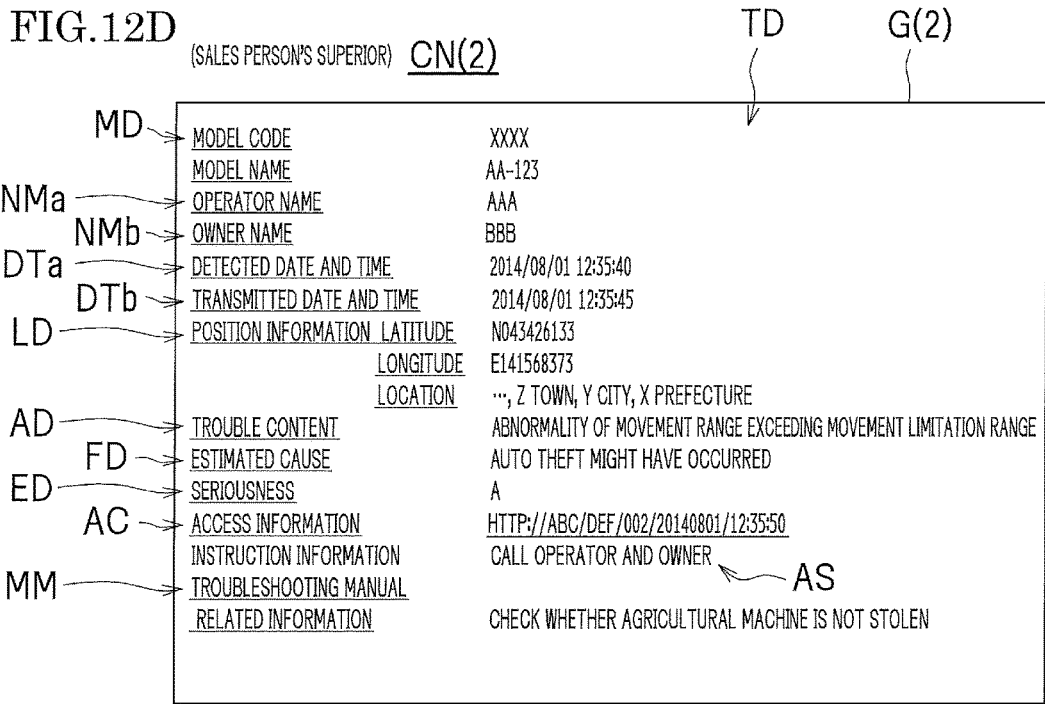 FIG.12D
(SALES PERSON'S SUPERIOR) CN(2) TD G(2)
MD MODEL CODE XXXX
MODEL NAME AA-123
NMa OPERATOR NAME AAA
NMb OWNER NAME BBB
DTa DETECTED DATE AND TIME 2014/08/01 12:35:40
DTb TRANSMITTED DATE AND TIME 2014/08/01 12:35:45
LD POSITION INFORMATION LATITUDE N043426133
LONGITUDE E141568373
LOCATION ···, Z TOWN, Y CITY, X PREFECTURE
AD TROUBLE CONTENT ABNORMALITY OF MOVEMENT RANGE EXCEEDING MOVEMENT LIMITATION RANGE
FD ESTIMATED CAUSE AUTO THEFT MIGHT HAVE OCCURRED
ED SERIOUSNESS A
AC ACCESS INFORMATION HTTP://ABC/DEF/002/20140801/12:35:50
INSTRUCTION INFORMATION CALL OPERATOR AND OWNER AS
MM TROUBLESHOOTING MANUAL
RELATED INFORMATION CHECK WHETHER AGRICULTURAL MACHINE IS NOT STOLEN